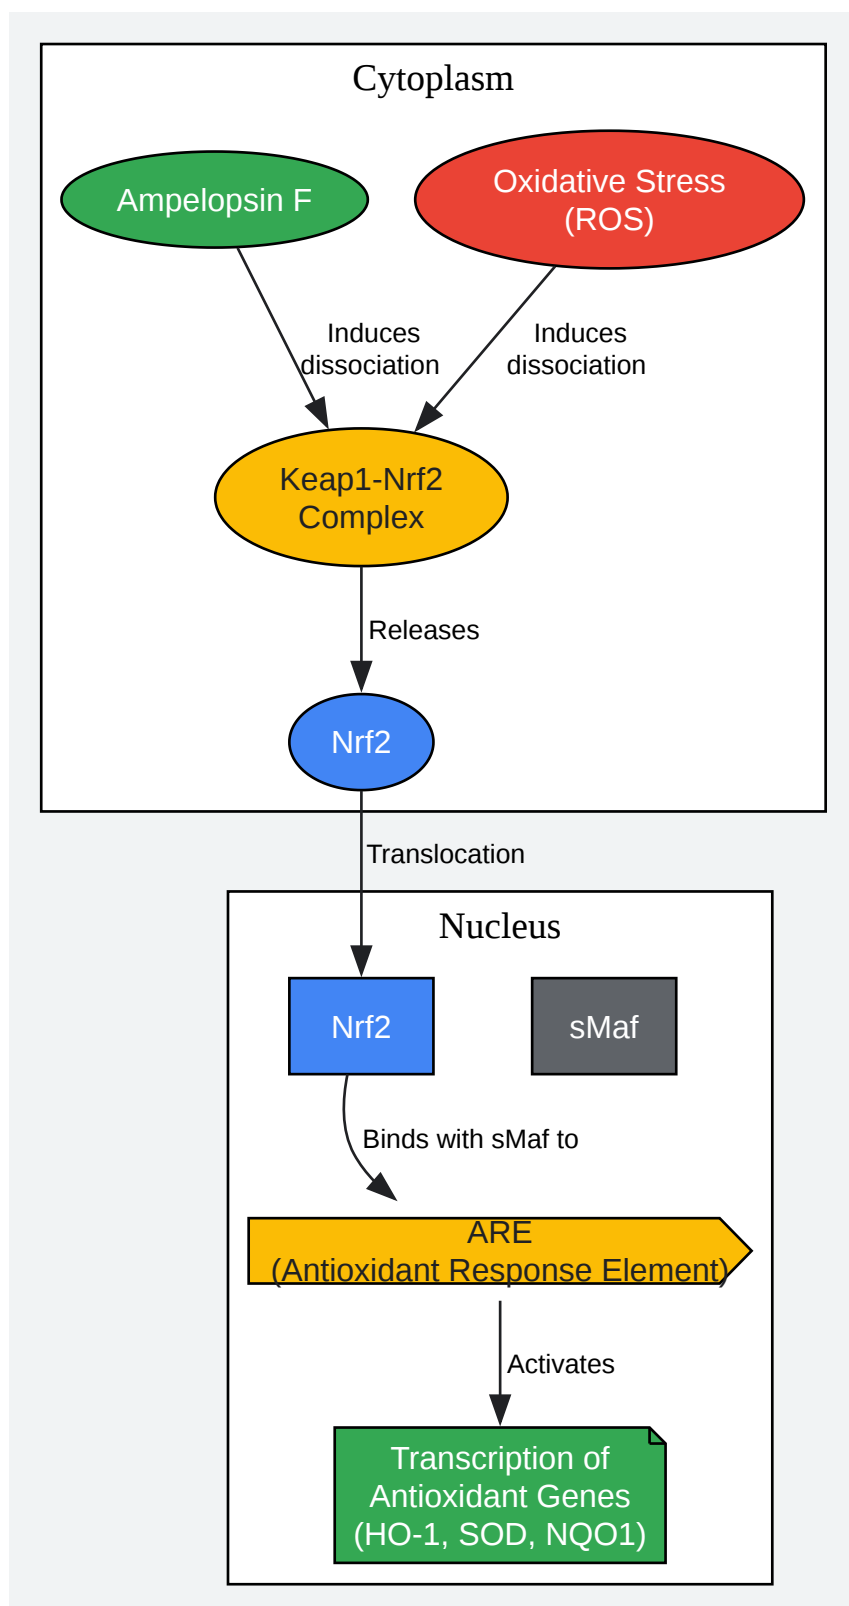 Cytoplasm
Ampelopsin F
Oxidative Stress
(ROS)
Induces
dissociation
Induces
dissociation
Keap1-Nrf2
Complex
Releases
Nrf2
Translocation
Nucleus
Nrf2
sMaf
Binds with sMaf to
ARE
(Antioxidant Response Element)
Activates
Transcription of
Antioxidant Genes
(HO-1, SOD, NQO1)